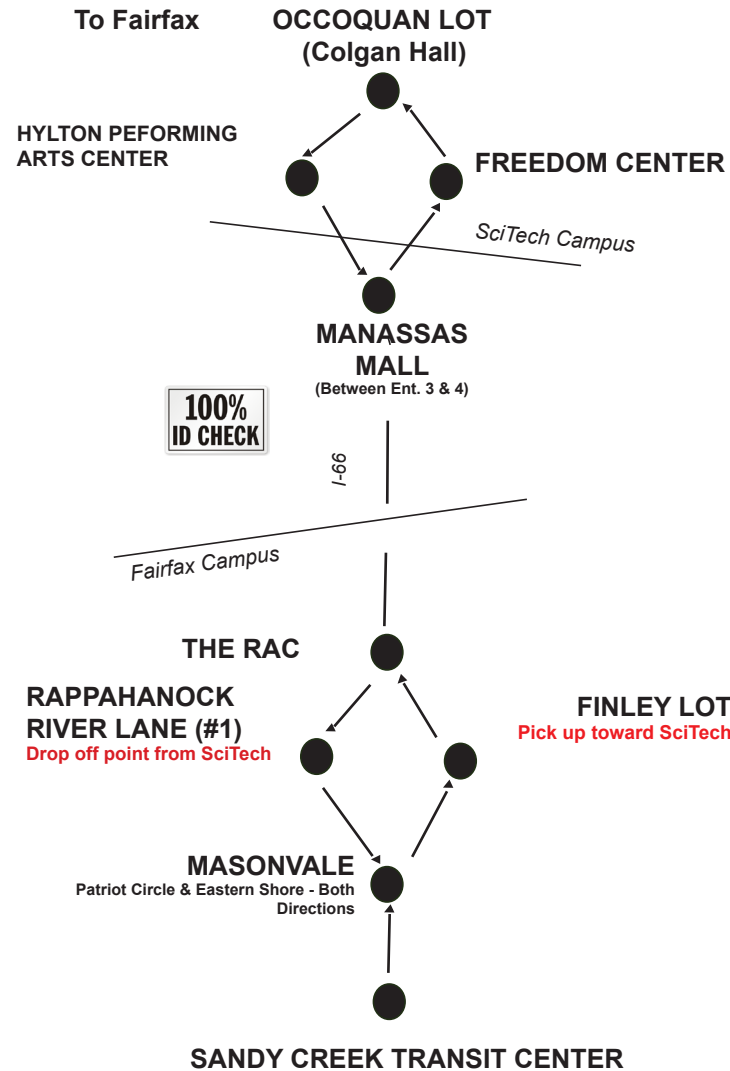 To Fairfax
OCCOQUAN LOT
(Colgan Hall)
HYLTON PEFORMING
ARTS CENTER
FREEDOM CENTER
SciTech Campus
MANASSAS
MALL
(Between Ent. 3 & 4)
100%
ID CHECK
I-66
Fairfax Campus
THE RAC
RAPPAHANOCK
RIVER LANE (#1)
Drop off point from SciTech
FINLEY LOT
Pick up toward SciTech
MASONVALE
Patriot Circle & Eastern Shore - Both
Directions
SANDY CREEK TRANSIT CENTER